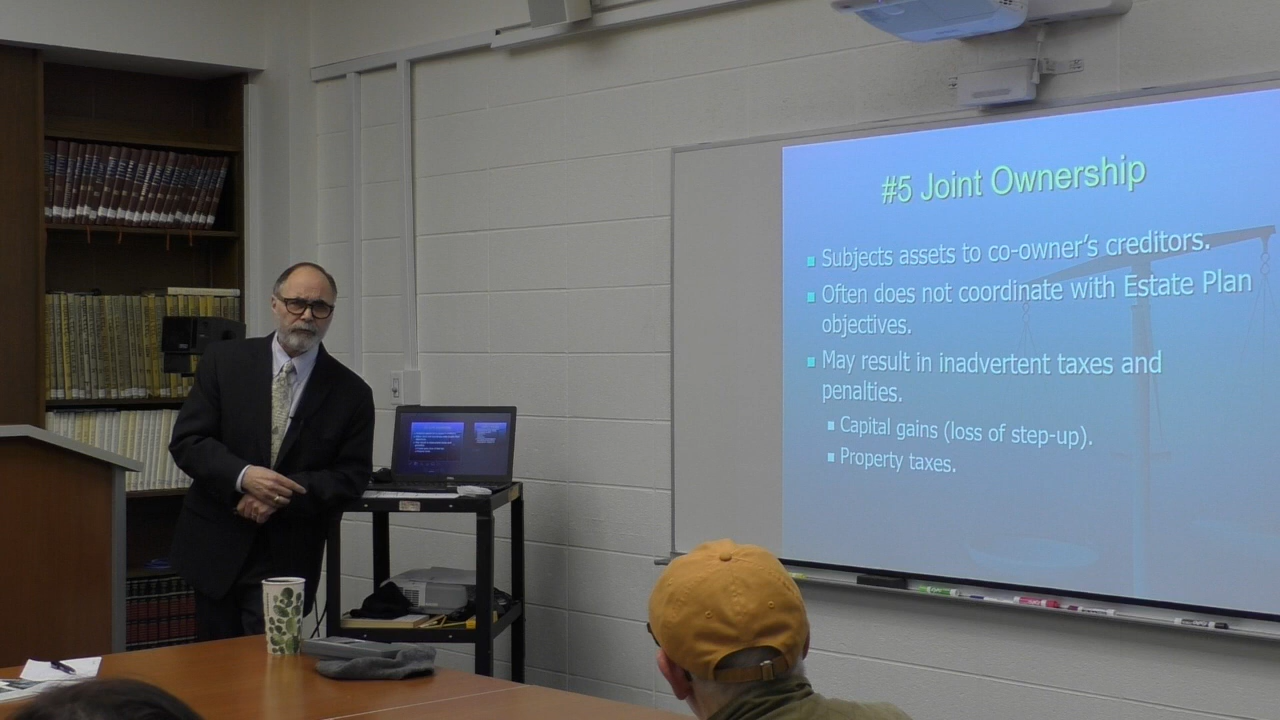 #5 Joint Ownership
Subjects assets to co-owner's creditors.
Often does not coordinate with Estate Plan
objectives.
May result in inadvertent taxes and
penalties.
Capital gains (loss of step-up).
Property taxes.